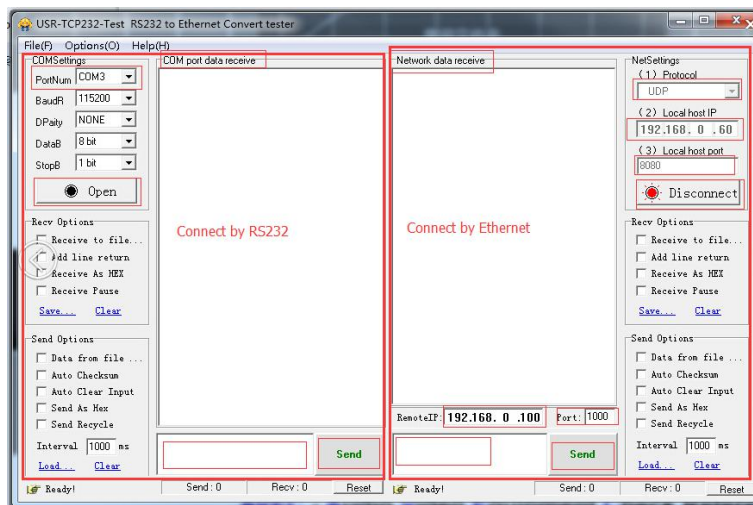 USR-TCP232-Test RS232 to Ethernet Convert tester
File(F) Options(O) Help(H)
COMSettings
PortNum COM3
BaudR 115200
DPaity NONE
DataB 8 bit
StopB 1 bit
Open
Recv Options
Receive to file...
Add line return
Receive As HEX
Receive Pause
Save... Clear
Send Options
Data from file ...
Auto Checksum
Auto Clear Input
Send As Hex
Send Recycle
Interval 1000 ms
Load... Clear
COM port data receive
Connect by RS232
Send
Network data receive
Connect by Ethernet
RemoteIP: 192.168. 0 .100 Port: 1000
Send
NetSettings
(1) Protocol
UDP
(2) Local host IP
192.168. 0 .60
(3) Local host port
8080
Disconnect
Recv Options
Receive to file...
Add line return
Receive As HEX
Receive Pause
Save... Clear
Send Options
Data from file ...
Auto Checksum
Auto Clear Input
Send As Hex
Send Recycle
Interval 1000 ms
Load... Clear
Ready! Send : 0 Recv : 0 Reset
Ready! Send : 0 Recv : 0 Reset